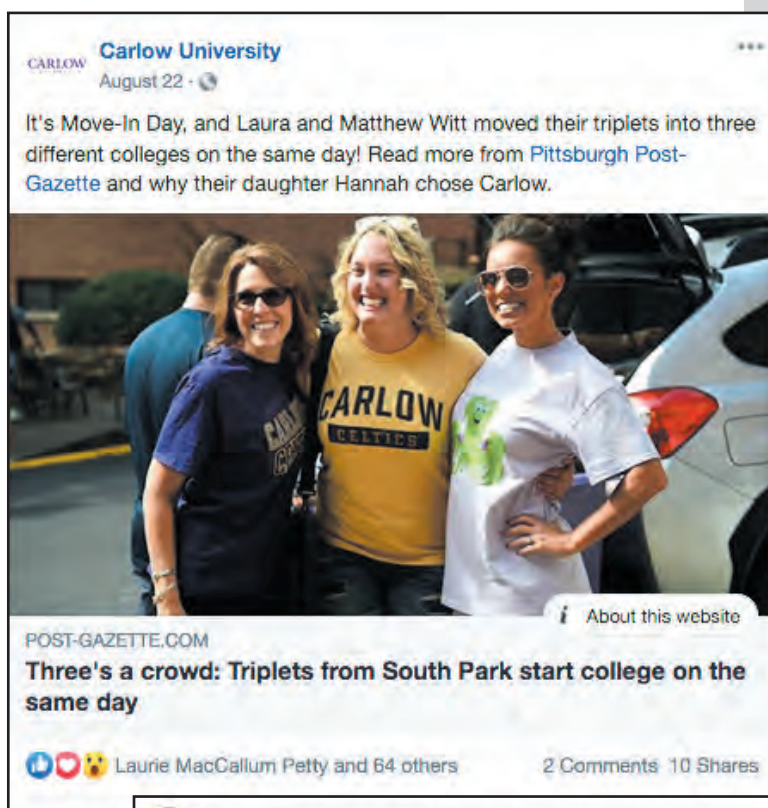 CARLOW
Carlow University
August 22 ·
It's Move-In Day, and Laura and Matthew Witt moved their triplets into three
different colleges on the same day! Read more from Pittsburgh Post-
Gazette and why their daughter Hannah chose Carlow.
CARLOW
CELTICS
i About this website
POST-GAZETTE.COM
Three's a crowd: Triplets from South Park start college on the
same day
Laurie MacCallum Petty and 64 others 2 Comments 10 Shares